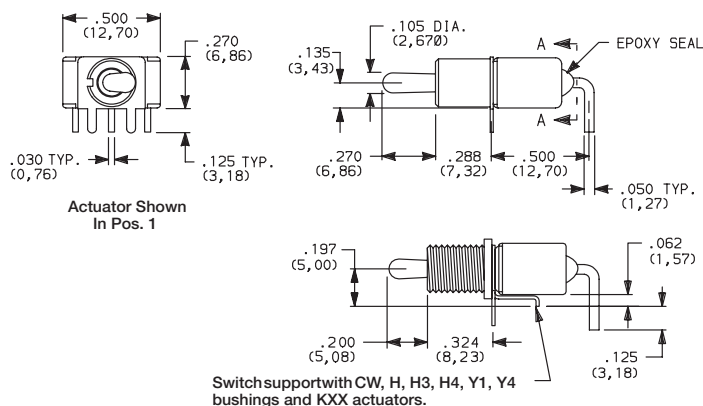 .500
(12,70)
.270
(6,86)
.030 TYP.
(0,76)
.125 TYP.
(3,18)
Actuator Shown
In Pos. 1
.105 DIA.
(2,67Ø)
.135
(3,43)
A
EPOXY SEAL
A
.270
(6,86)
.288
(7,32)
.500
(12,70)
.050 TYP.
(1,27)
.197
(5,00)
.062
(1,57)
.200
(5,08)
.324
(8,23)
.125
(3,18)
Switch support with CW, H, H3, H4, Y1, Y4
bushings and KXX actuators.